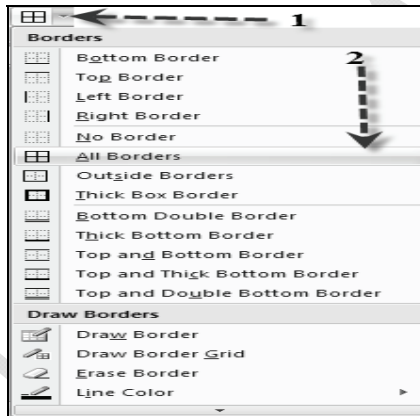 1
Borders
Bottom Border
2
Top Border
Left Border
Right Border
No Border
All Borders
Outside Borders
Thick Box Border
Bottom Double Border
Thick Bottom Border
Top and Bottom Border
Top and Thick Bottom Border
Top and Double Bottom Border
Draw Borders
Draw Border
Draw Border Grid
Erase Border
Line Color